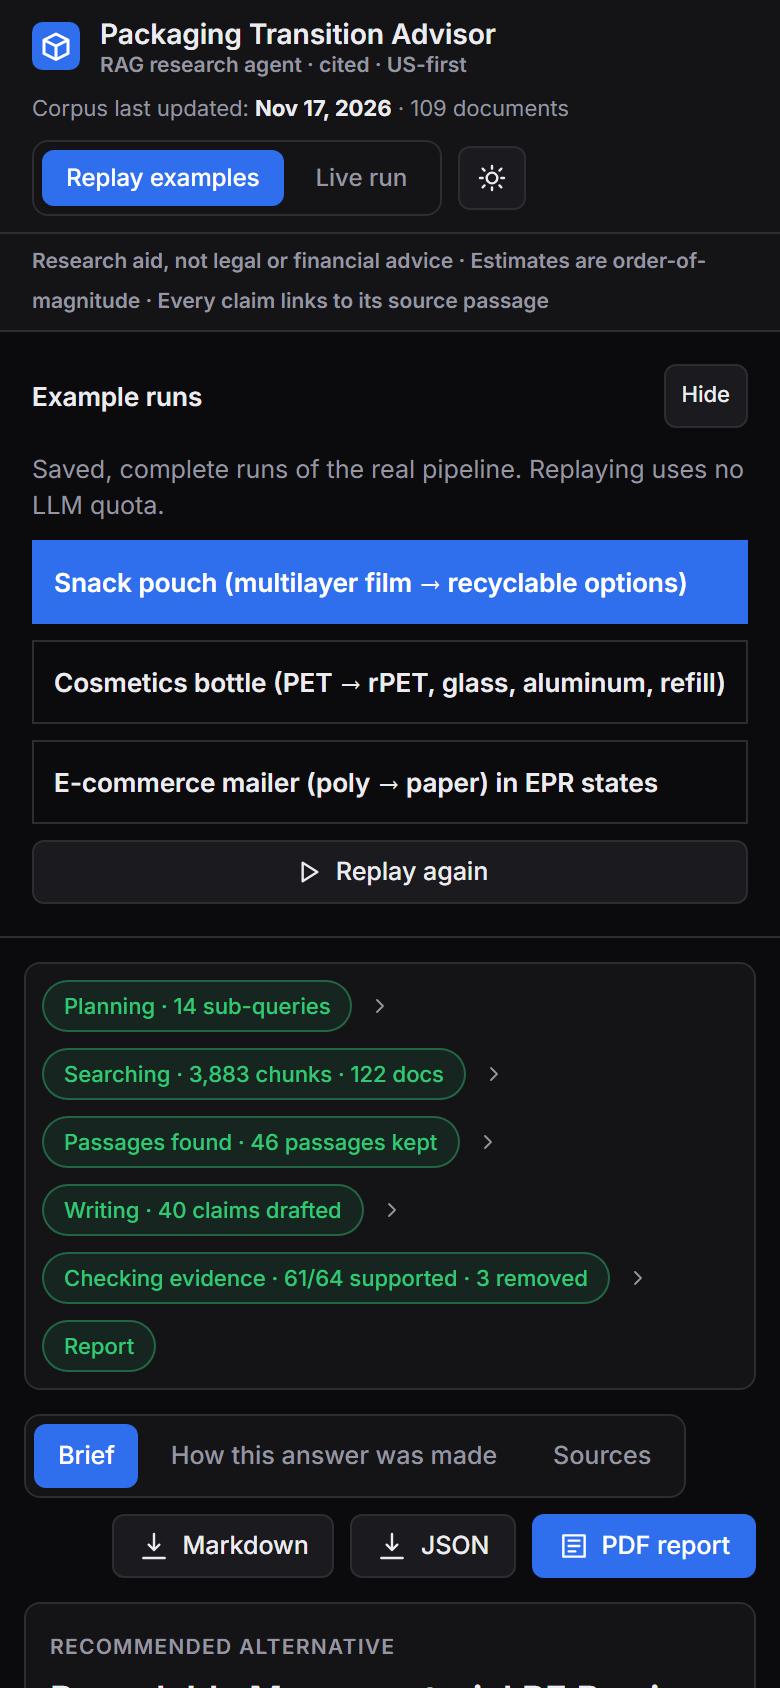 Packaging Transition Advisor
RAG research agent · cited · US-first
Corpus last updated: Nov 17, 2026 · 109 documents
Replay examples
Live run
Research aid, not legal or financial advice · Estimates are order-of-
magnitude · Every claim links to its source passage
Example runs
Hide
Saved, complete runs of the real pipeline. Replaying uses no
LLM quota.
Snack pouch (multilayer film → recyclable options)
Cosmetics bottle (PET → rPET, glass, aluminum, refill)
E-commerce mailer (poly → paper) in EPR states
Replay again
Planning · 14 sub-queries
Searching · 3,883 chunks · 122 docs
Passages found · 46 passages kept
Writing · 40 claims drafted
Checking evidence · 61/64 supported · 3 removed
Report
Brief
How this answer was made
Sources
Markdown
JSON
PDF report
RECOMMENDED ALTERNATIVE